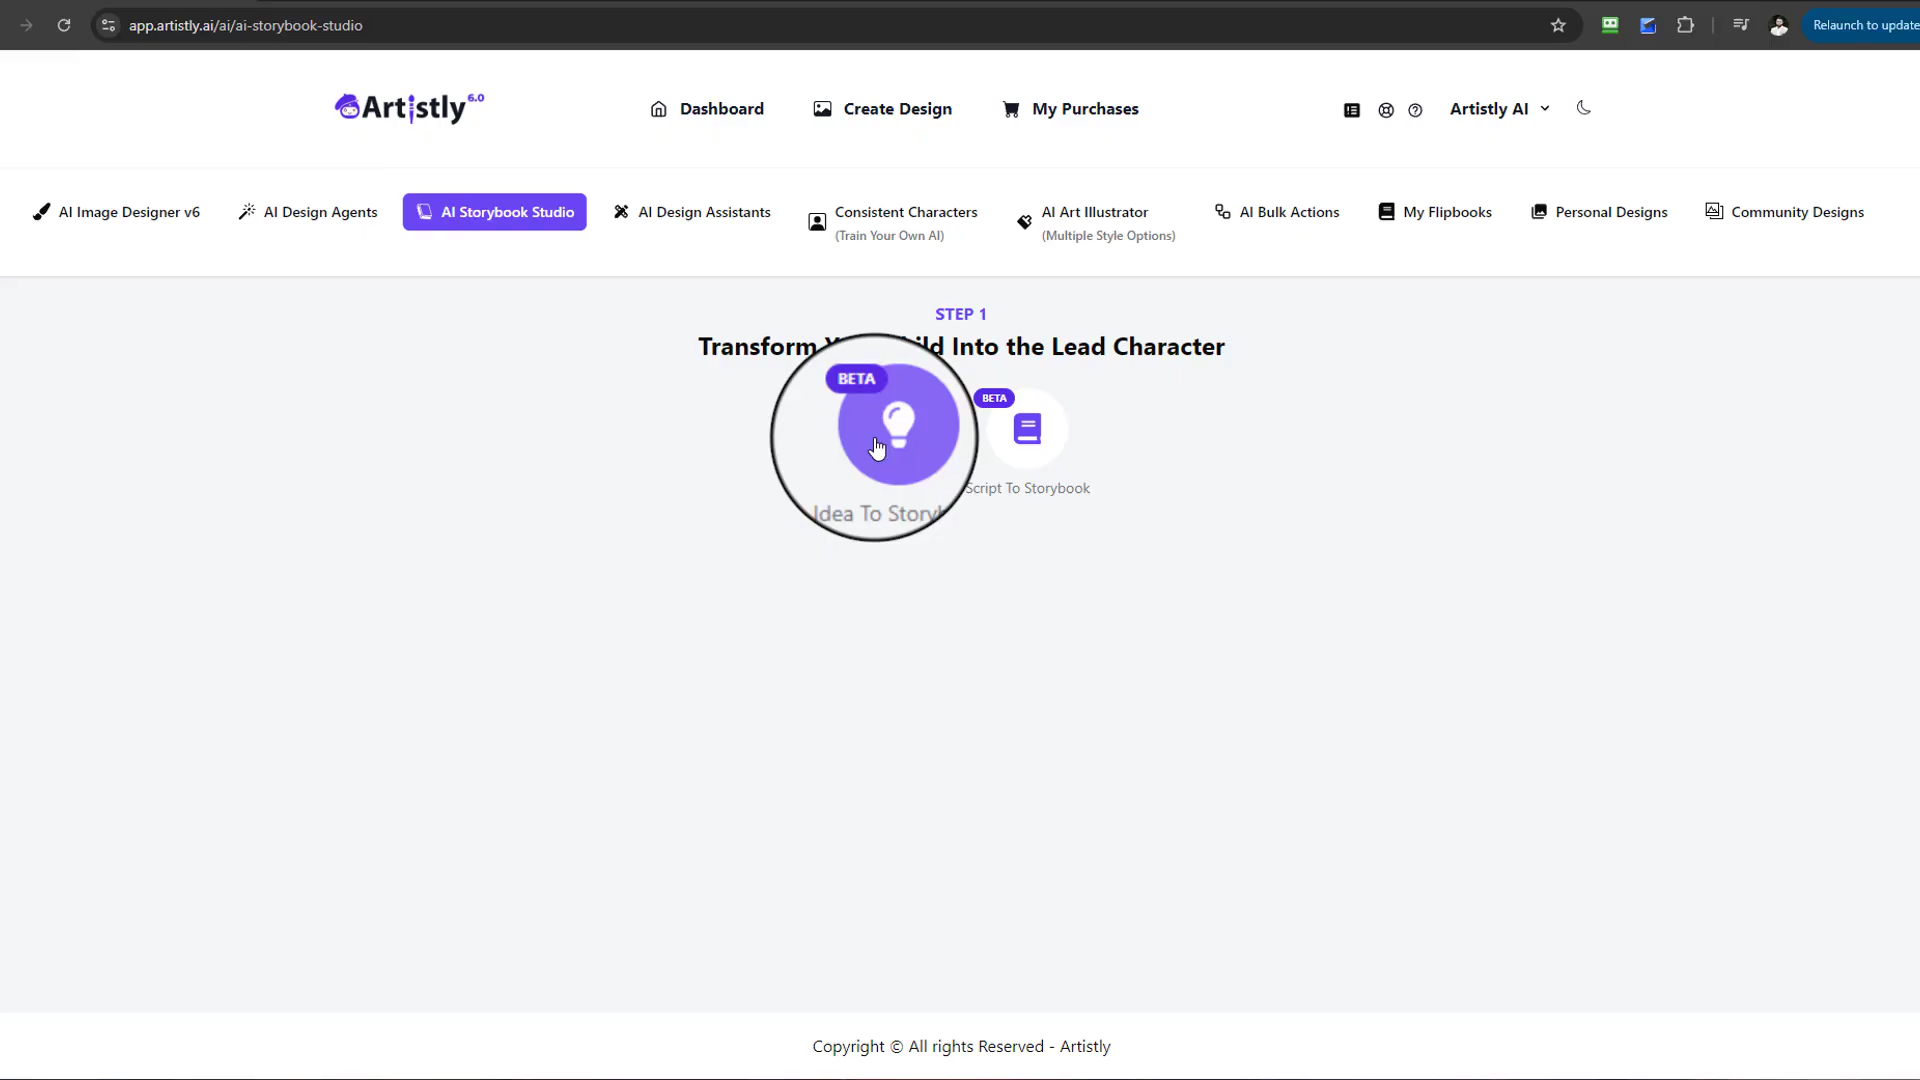 app.artistly.ai/ai/ai-storybook-studio
Relaunch to update
Artistly 6.0
Dashboard
Create Design
My Purchases
Artistly AI
AI Image Designer v6
AI Design Agents
AI Storybook Studio
AI Design Assistants
Consistent Characters
(Train Your Own AI)
AI Art Illustrator
(Multiple Style Options)
AI Bulk Actions
My Flipbooks
Personal Designs
Community Designs
STEP 1
Transform Into the Lead Character
BETA
BETA
Idea To
Script To Storybook
Copyright © All rights Reserved - Artistly